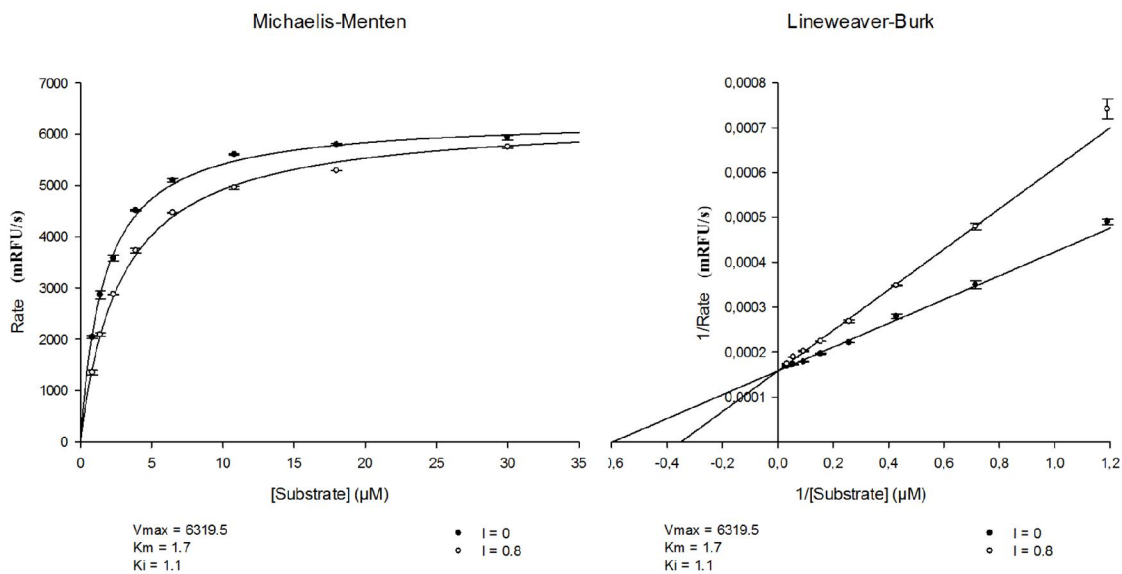 Michaelis-Menten
Lineweaver-Burk
7000
6000
5000
4000
3000
2000
1000
0
Rate (mRFU/s)
0 5 10 15 20 25 30 35
[Substrate] (µM)
Vmax = 6319.5
Km = 1.7
Ki = 1.1
I = 0
I = 0.8
0,0008
0,0007
0,0006
0,0005
0,0004
0,0003
0,0002
0,0001
1/Rate (mRFU/s)
0,6 -0,4 -0,2 0,0 0,2 0,4 0,6 0,8 1,0 1,2
1/[Substrate] (µM)
Vmax = 6319.5
Km = 1.7
Ki = 1.1
I = 0
I = 0.8